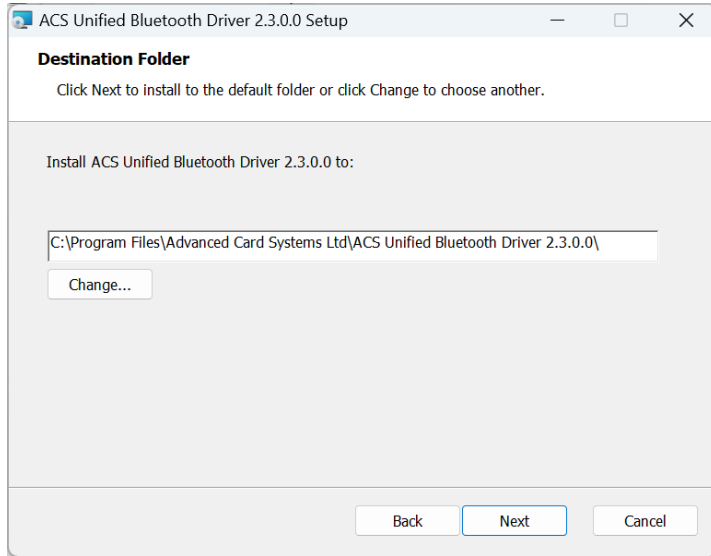 ACS Unified Bluetooth Driver 2.3.0.0 Setup
Destination Folder
Click Next to install to the default folder or click Change to choose another.
Install ACS Unified Bluetooth Driver 2.3.0.0 to:
C:\Program Files\Advanced Card Systems Ltd\ACS Unified Bluetooth Driver 2.3.0.0\
Change...
Back Next Cancel